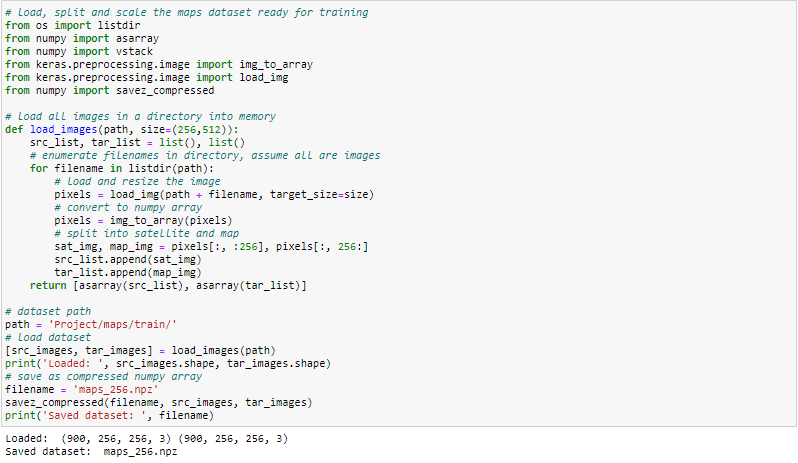 # load, split and scale the maps dataset ready for training
from os import listdir
from numpy import asarray
from numpy import vstack
from keras.preprocessing.image import img_to_array
from keras.preprocessing.image import load_img
from numpy import savez_compressed

# load all images in a directory into memory
def load_images(path, size=(256,512)):
    src_list, tar_list = list(), list()
    # enumerate filenames in directory, assume all are images
    for filename in listdir(path):
        # load and resize the image
        pixels = load_img(path + filename, target_size=size)
        # convert to numpy array
        pixels = img_to_array(pixels)
        # split into satellite and map
        sat_img, map_img = pixels[:, :256], pixels[:, 256:]
        src_list.append(sat_img)
        tar_list.append(map_img)
    return [asarray(src_list), asarray(tar_list)]

# dataset path
path = 'Project/maps/train/'
# load dataset
[src_images, tar_images] = load_images(path)
print('Loaded: ', src_images.shape, tar_images.shape)
# save as compressed numpy array
filename = 'maps_256.npz'
savez_compressed(filename, src_images, tar_images)
print('Saved dataset: ', filename)

Loaded:  (900, 256, 256, 3) (900, 256, 256, 3)
Saved dataset:  maps_256.npz